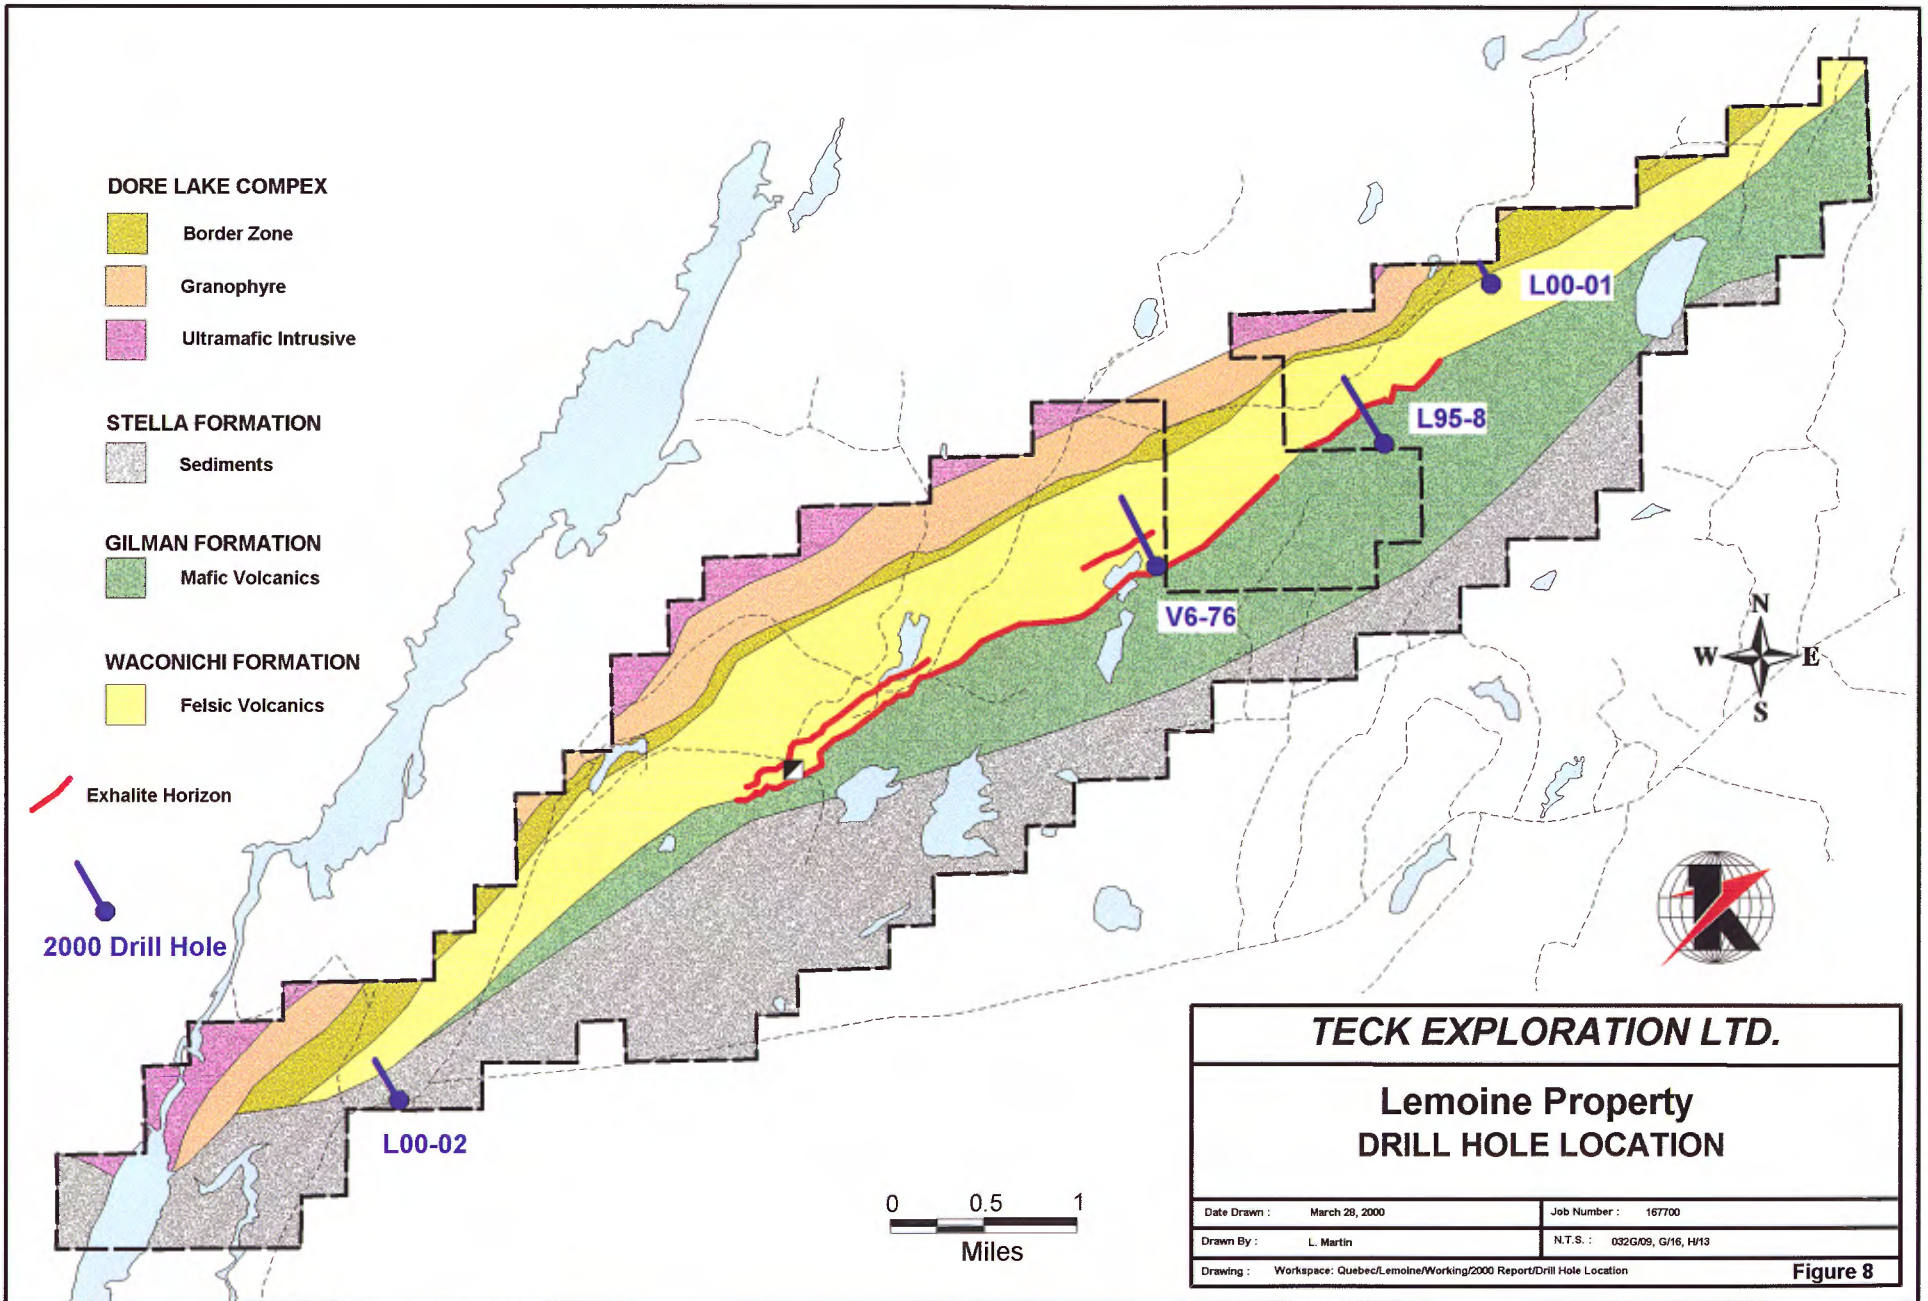 DORE LAKE COMPEX
Border Zone
Granophyre
Ultramafic Intrusive
STELLA FORMATION
Sediments
GILMAN FORMATION
Mafic Volcanics
WACONICHI FORMATION
Felsic Volcanics
Exhalite Horizon
2000 Drill Hole
L00-01
L95-8
V6-76
L00-02
N
W E
S
0 0.5 1
Miles
TECK EXPLORATION LTD.
Lemoine Property
DRILL HOLE LOCATION
Date Drawn : March 28, 2000
Job Number : 167700
Drawn By : L. Martin
N.T.S. : 032G/09, G/16, H/13
Drawing : Workspace: Quebec/Lemoine/Working/2000 Report/Drill Hole Location
Figure 8